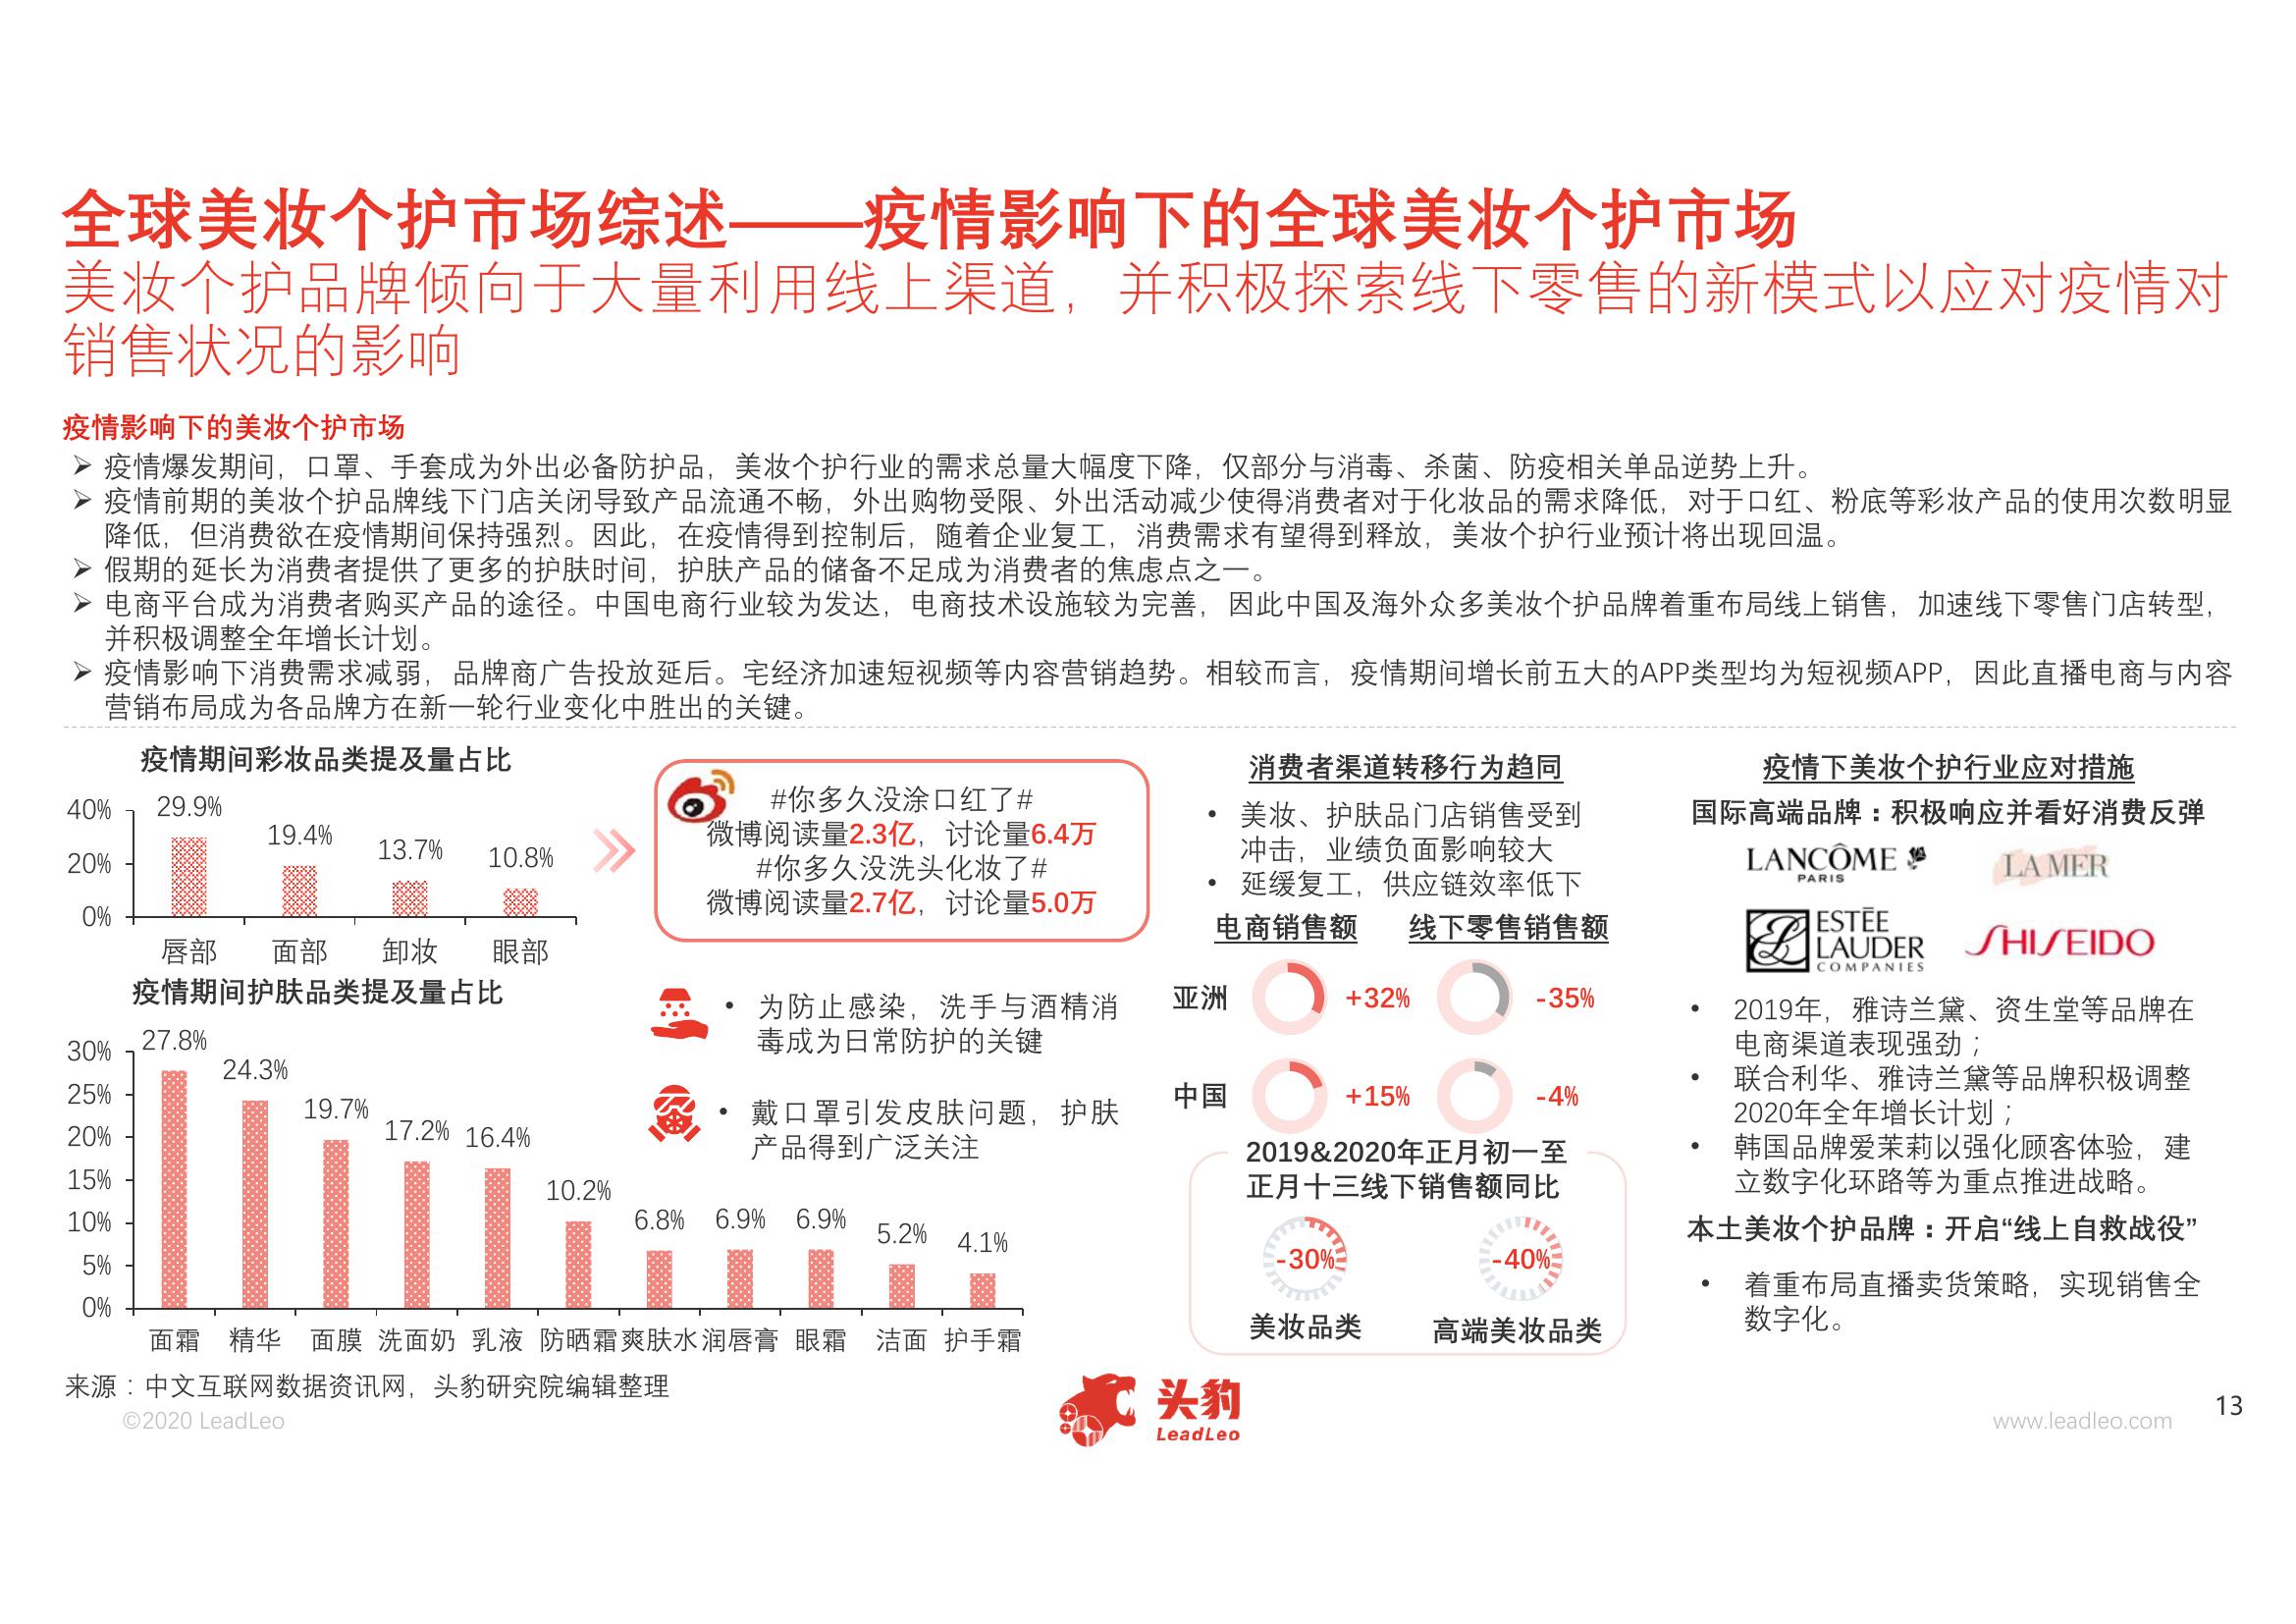 全球美妆个护市场综述——疫情影响下的全球美妆个护市场
美妆个护品牌倾向于大量利用线上渠道，并积极探索线下零售的新模式以应对疫情对
销售状况的影响
疫情影响下的美妆个护市场
➢ 疫情爆发期间，口罩、手套成为外出必备防护品，美妆个护行业的需求总量大幅度下降，仅部分与消毒、杀菌、防疫相关单品逆势上升。
➢ 疫情前期的美妆个护品牌线下门店关闭导致产品流通不畅，外出购物受限、外出活动减少使得消费者对于化妆品的需求降低，对于口红、粉底等彩妆产品的使用次数明显
降低，但消费欲在疫情期间保持强烈。因此，在疫情得到控制后，随着企业复工，消费需求有望得到释放，美妆个护行业预计将出现回温。
➢ 假期的延长为消费者提供了更多的护肤时间，护肤产品的储备不足成为消费者的焦虑点之一。
➢ 电商平台成为消费者购买产品的途径。中国电商行业较为发达，电商技术设施较为完善，因此中国及海外众多美妆个护品牌着重布局线上销售，加速线下零售门店转型，
并积极调整全年增长计划。
➢ 疫情影响下消费需求减弱，品牌商广告投放延后。宅经济加速短视频等内容营销趋势。相较而言，疫情期间增长前五大的APP类型均为短视频APP，因此直播电商与内容
营销布局成为各品牌方在新一轮行业变化中胜出的关键。
疫情期间彩妆品类提及量占比
40%
20%
0%
29.9%
19.4%
13.7%
10.8%
唇部 面部 卸妆 眼部
疫情期间护肤品类提及量占比
30%
25%
20%
15%
10%
5%
0%
27.8%
24.3%
19.7%
17.2%
16.4%
10.2%
6.8%
6.9%
6.9%
5.2%
4.1%
面霜 精华 面膜 洗面奶 乳液 防晒霜 爽肤水 润唇膏 眼霜 洁面 护手霜
#你多久没涂口红了#
微博阅读量2.3亿，讨论量6.4万
#你多久没洗头化妆了#
微博阅读量2.7亿，讨论量5.0万
• 为防止感染，洗手与酒精消
毒成为日常防护的关键
• 戴口罩引发皮肤问题，护肤
产品得到广泛关注
消费者渠道转移行为趋同
• 美妆、护肤品门店销售受到
冲击，业绩负面影响较大
• 延缓复工，供应链效率低下
电商销售额 线下零售销售额
亚洲 +32% -35%
中国 +15% -4%
2019&2020年正月初一至
正月十三线下销售额同比
-30% -40%
美妆品类 高端美妆品类
疫情下美妆个护行业应对措施
国际高端品牌：积极响应并看好消费反弹
LANCÔME
PARIS
LA MER
ESTĒE
LAUDER
COMPANIES
SHISEIDO
• 2019年，雅诗兰黛、资生堂等品牌在
电商渠道表现强劲；
• 联合利华、雅诗兰黛等品牌积极调整
2020年全年增长计划；
• 韩国品牌爱茉莉以强化顾客体验，建
立数字化环路等为重点推进战略。
本土美妆个护品牌：开启“线上自救战役”
• 着重布局直播卖货策略，实现销售全
数字化。
来源：中文互联网数据资讯网，头豹研究院编辑整理
©2020 LeadLeo
头豹
LeadLeo
www.leadleo.com
13